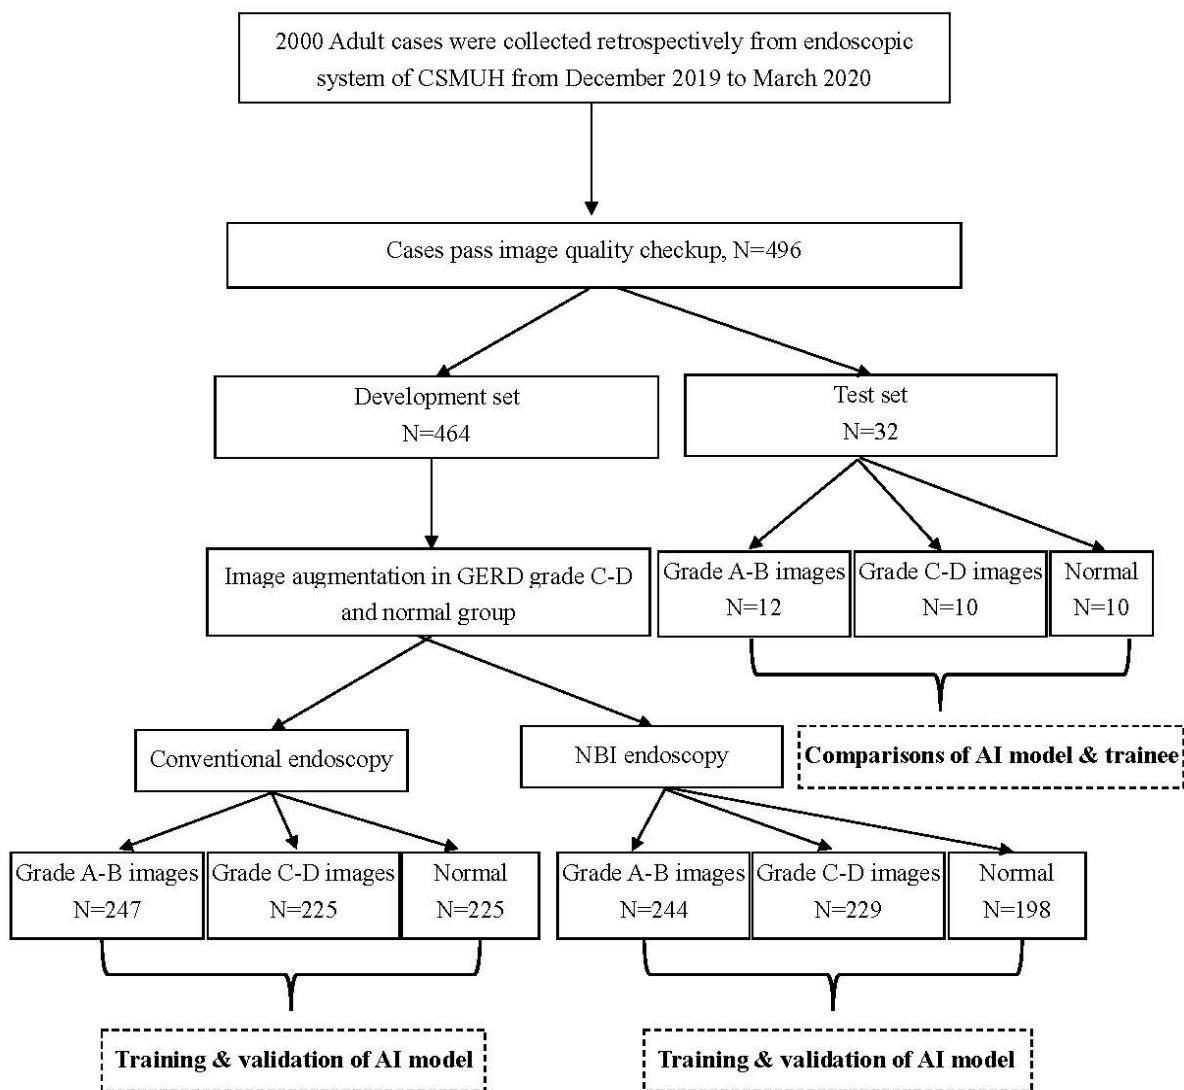 2000 Adult cases were collected retrospectively from endoscopic
system of CSMUH from December 2019 to March 2020
Cases pass image quality checkup, N=496
Development set
N=464
Test set
N=32
Image augmentation in GERD grade C-D
and normal group
Grade A-B images
N=12
Grade C-D images
N=10
Normal
N=10
Comparisons of AI model & trainee
Conventional endoscopy
NBI endoscopy
Grade A-B images
N=247
Grade C-D images
N=225
Normal
N=225
Grade A-B images
N=244
Grade C-D images
N=229
Normal
N=198
Training & validation of AI model
Training & validation of AI model